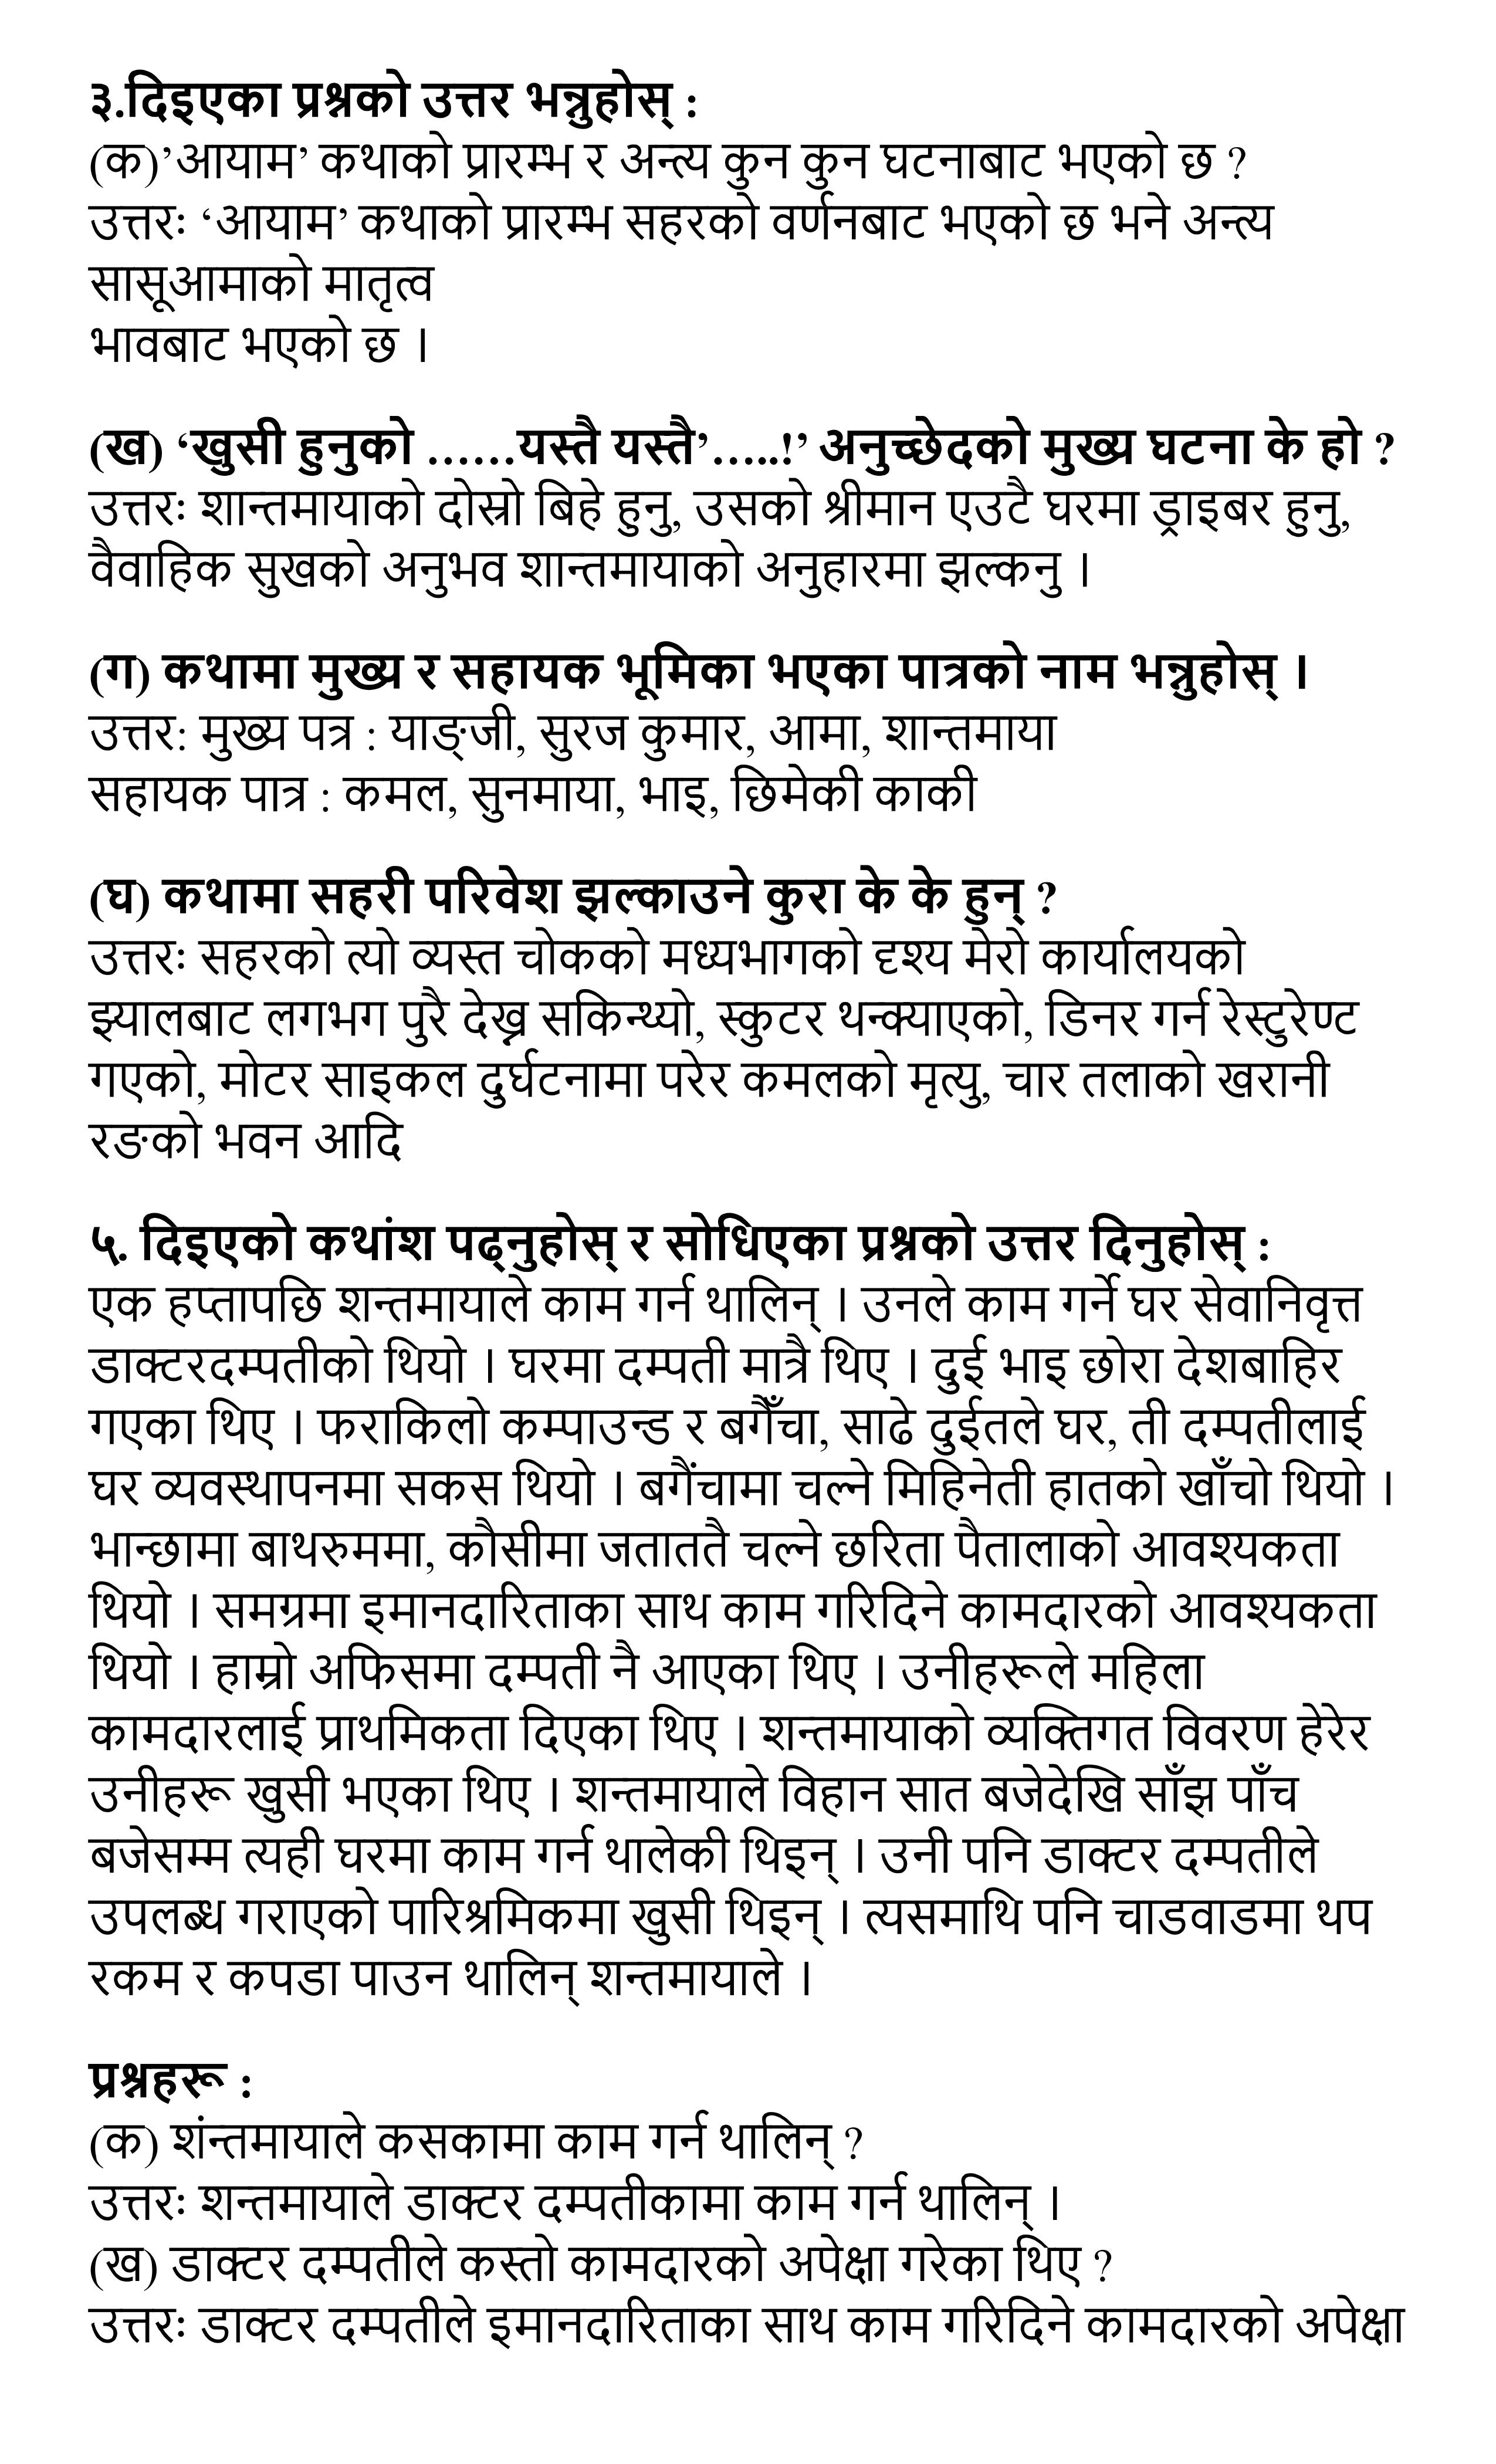 ३.दिइएका प्रश्नको उत्तर भन्नुहोस् :
(क)’आयाम’ कथाको प्रारम्भ र अन्त्य कुन कुन घटनाबाट भएको छ ?
उत्तरः ‘आयाम’ कथाको प्रारम्भ सहरको वर्णनबाट भएको छ भने अन्त्य
सासूआमाको मातृत्व
भावबाट भएको छ ।
(ख) ‘खुसी हुनुको ……यस्तै यस्तै’…..!’ अनुच्छेदको मुख्य घटना के हो ?
उत्तरः शान्तमायाको दोस्रो बिहे हुनु, उसको श्रीमान एउटै घरमा ड्राइबर हुनु,
वैवाहिक सुखको अनुभव शान्तमायाको अनुहारमा झल्कनु ।
(ग) कथामा मुख्य र सहायक भूमिका भएका पात्रको नाम भन्नुहोस् ।
उत्तर: मुख्य पत्र : याङ्जी, सुरज कुमार, आमा, शान्तमाया
सहायक पात्र : कमल, सुनमाया, भाइ, छिमेकी काकी
(घ) कथामा सहरी परिवेश झल्काउने कुरा के के हुन् ?
उत्तरः सहरको त्यो व्यस्त चोकको मध्यभागको दृश्य मेरो कार्यालयको
झ्यालबाट लगभग पुरै देख्न सकिन्थ्यो, स्कुटर थन्क्याएको, डिनर गर्न रेस्टुरेण्ट
गएको, मोटर साइकल दुर्घटनामा परेर कमलको मृत्यु, चार तलाको खरानी
रङको भवन आदि
५. दिइएको कथांश पढ्नुहोस् र सोधिएका प्रश्नको उत्तर दिनुहोस् :
एक हप्तापछि शन्तमायाले काम गर्न थालिन् । उनले काम गर्ने घर सेवानिवृत्त
डाक्टरदम्पतीको थियो । घरमा दम्पती मात्रै थिए । दुई भाइ छोरा देशबाहिर
गएका थिए । फराकिलो कम्पाउन्ड र बगैँचा, साढे दुईतले घर, ती दम्पतीलाई
घर व्यवस्थापनमा सकस थियो । बगैंचामा चल्ने मिहिनेती हातको खाँचो थियो ।
भान्छामा बाथरुममा, कौसीमा जताततै चल्ने छरिता पैतालाको आवश्यकता
थियो । समग्रमा इमानदारिताका साथ काम गरिदिने कामदारको आवश्यकता
थियो । हाम्रो अफिसमा दम्पती नै आएका थिए । उनीहरूले महिला
कामदारलाई प्राथमिकता दिएका थिए । शन्तमायाको व्यक्तिगत विवरण हेरेर
उनीहरू खुसी भएका थिए । शन्तमायाले विहान सात बजेदेखि साँझ पाँच
बजेसम्म त्यही घरमा काम गर्न थालेकी थिइन् । उनी पनि डाक्टर दम्पतीले
उपलब्ध गराएको पारिश्रमिकमा खुसी थिइन् । त्यसमाथि पनि चाडवाडमा थप
रकम र कपडा पाउन थालिन् शन्तमायाले ।
प्रश्नहरू :
(क) शंन्तमायाले कसकामा काम गर्न थालिन् ?
उत्तरः शन्तमायाले डाक्टर दम्पतीकामा काम गर्न थालिन् ।
(ख) डाक्टर दम्पतीले कस्तो कामदारको अपेक्षा गरेका थिए ?
उत्तरः डाक्टर दम्पतीले इमानदारिताका साथ काम गरिदिने कामदारको अपेक्षा